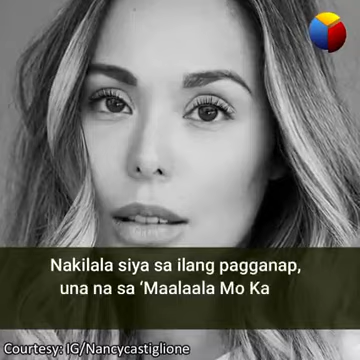 Nakilala siya sa ilang pagganap,
una na sa ‘Maalaala Mo Ka
Courtesy: IG/Nancycastiglione